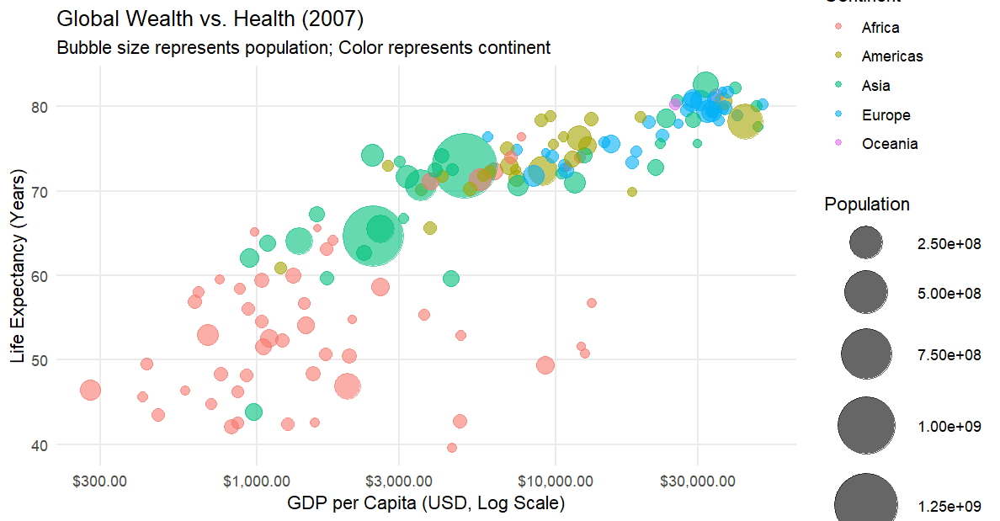 Global Wealth vs. Health (2007)
Bubble size represents population; Color represents continent
Life Expectancy (Years)
80
70
60
50
40
$300.00
$1,000.00
$3,000.00
$10,000.00
$30,000.00
GDP per Capita (USD, Log Scale)
Continent
Africa
Americas
Asia
Europe
Oceania
Population
2.50e+08
5.00e+08
7.50e+08
1.00e+09
1.25e+09